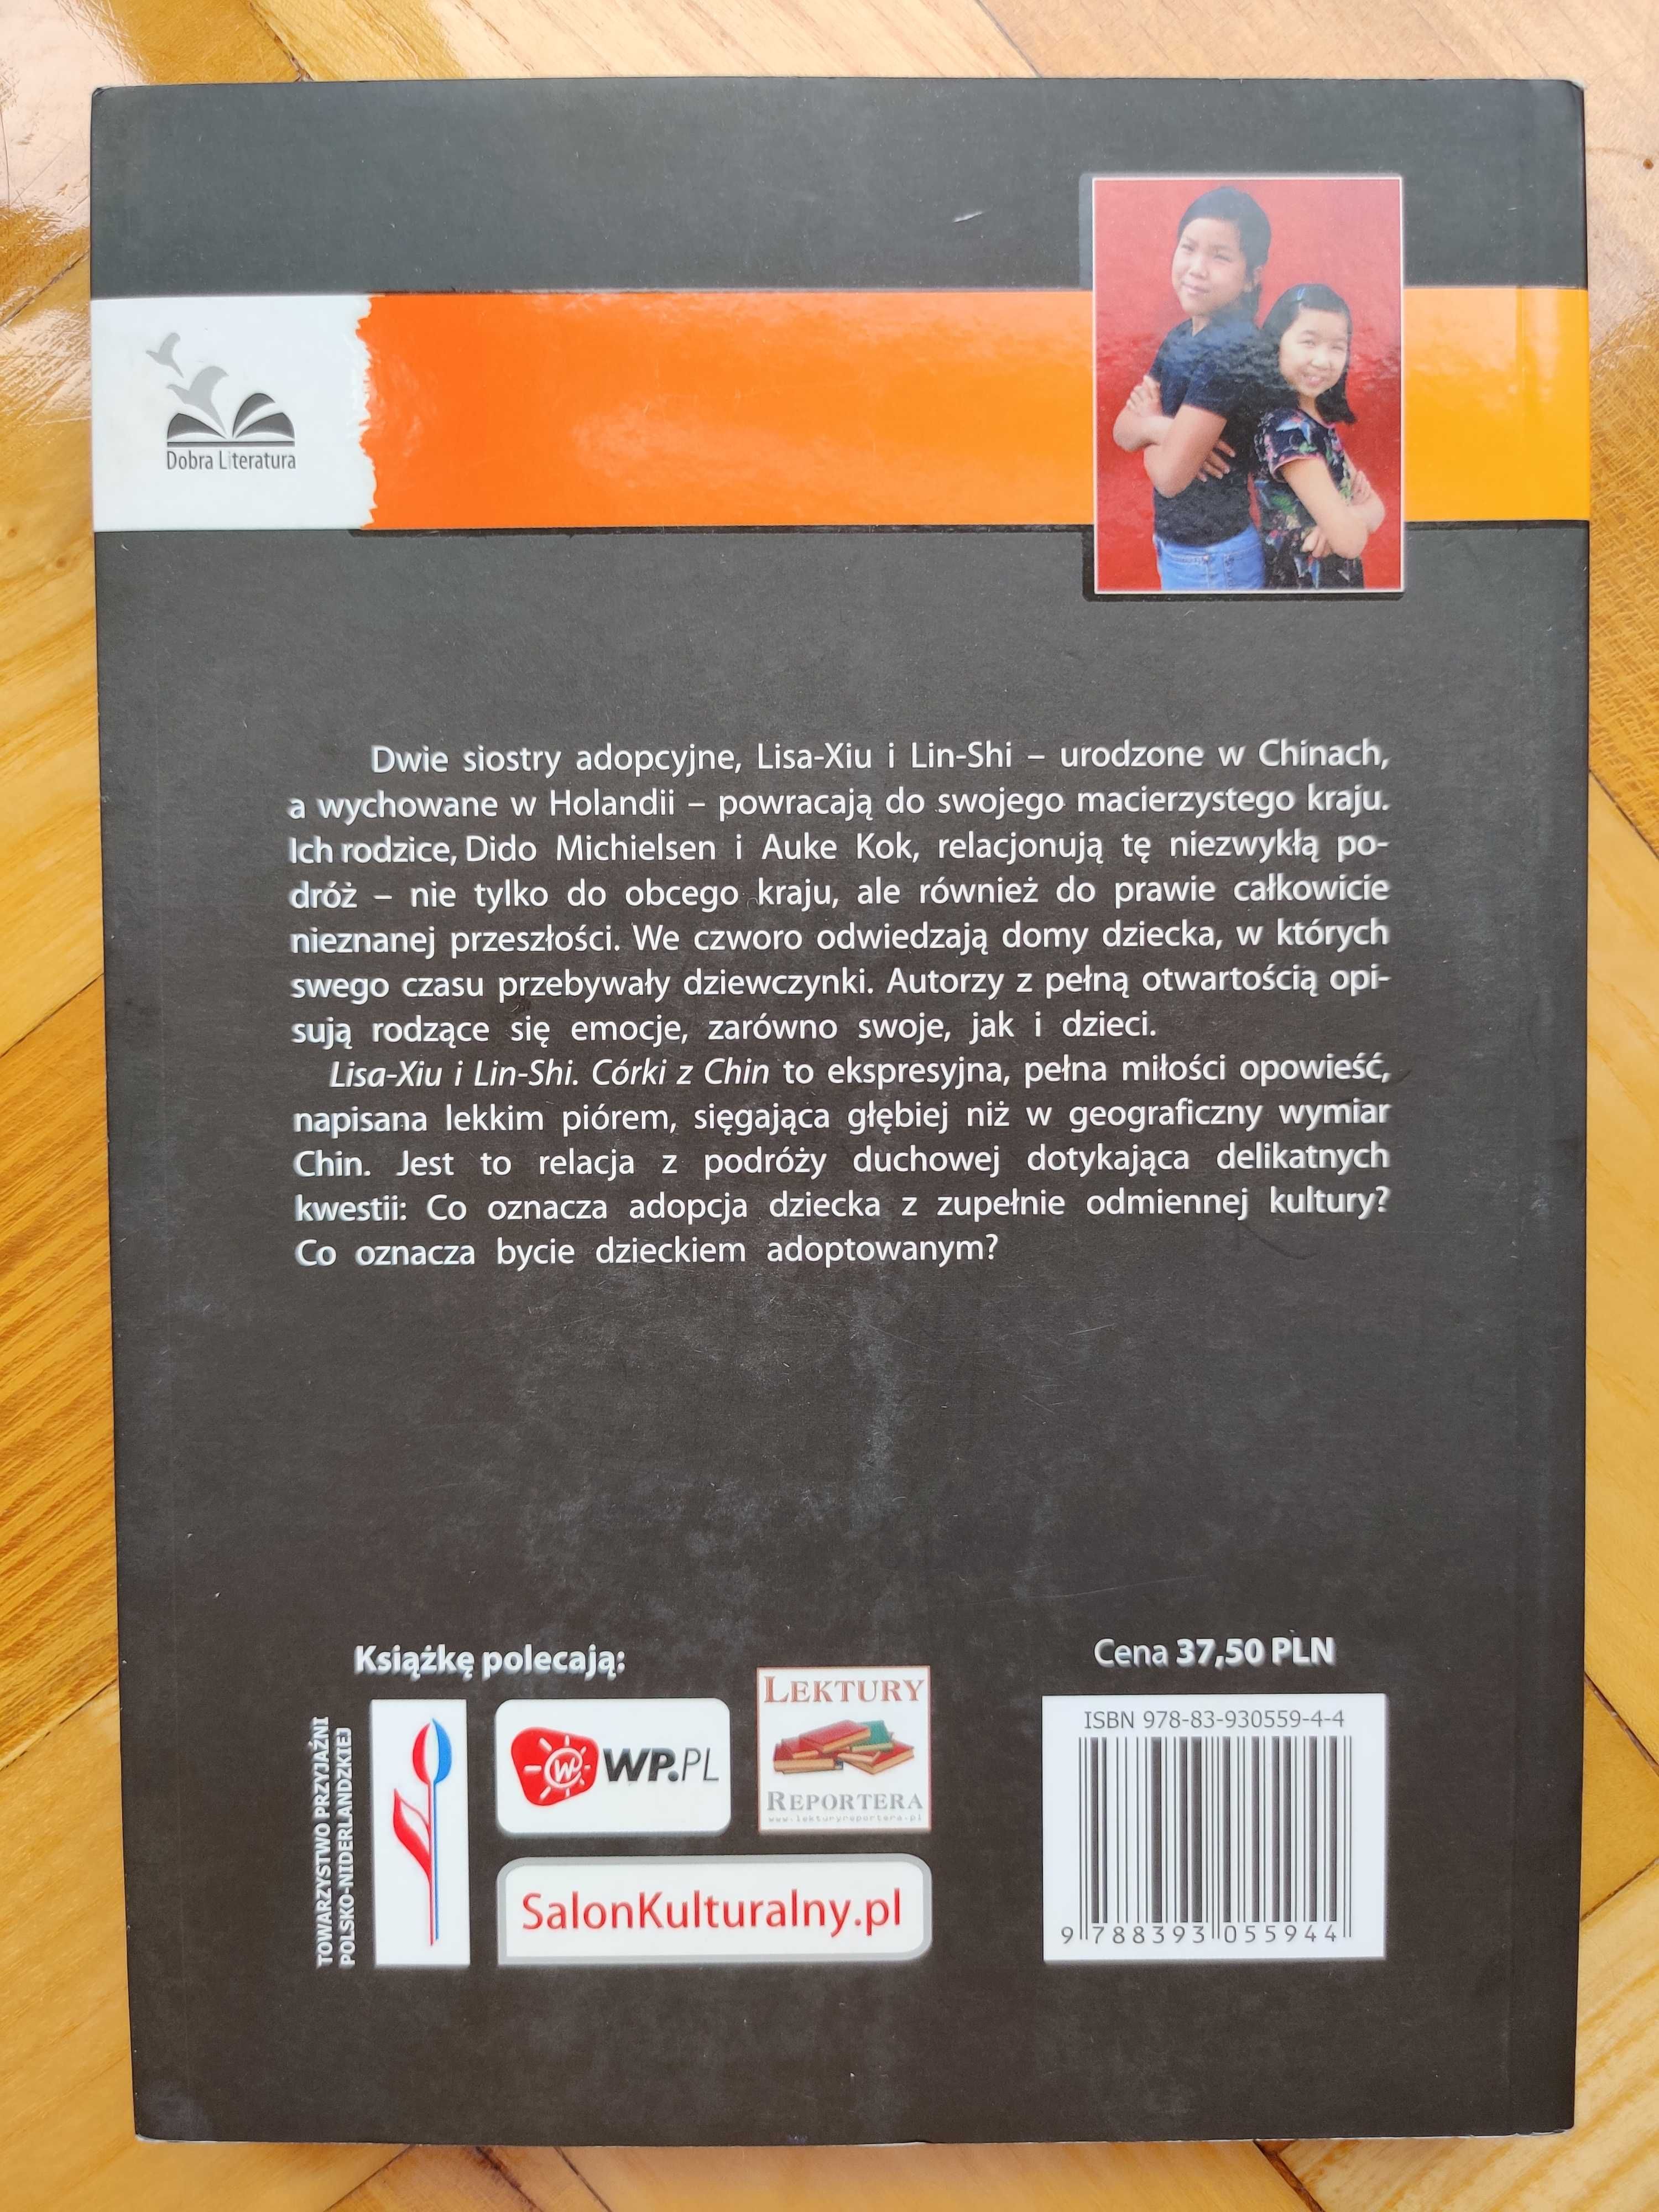 Dobra Literatura
Dwie siostry adopcyjne, Lisa-Xiu i Lin-Shi – urodzone w Chinach,
a wychowane w Holandii – powracają do swojego macierzystego kraju.
Ich rodzice, Dido Michielsen i Auke Kok, relacjonują tę niezwykłą po-
dróż – nie tylko do obcego kraju, ale również do prawie całkowicie
nieznanej przeszłości. We czworo odwiedzają domy dziecka, w których
swego czasu przebywały dziewczynki. Autorzy z pełną otwartością opi-
sują rodzące się emocje, zarówno swoje, jak i dzieci.
Lisa-Xiu i Lin-Shi. Córki z Chin to ekspresyjna, pełna miłości opowieść,
napisana lekkim piórem, sięgająca głębiej niż w geograficzny wymiar
Chin. Jest to relacja z podróży duchowej dotykająca delikatnych
kwestii: Co oznacza adopcja dziecka z zupełnie odmiennej kultury?
Co oznacza bycie dzieckiem adoptowanym?
Książkę polecają:
TOWARZYSTWO PRZYJAŹNI
POLSKO-NIDERLANDZKIEJ
WP.PL
LEKTURY
REPORTERA
www.lekturyreportera.pl
SalonKulturalny.pl
Cena 37,50 PLN
ISBN 978-83-930559-4-4
9 788393 055944